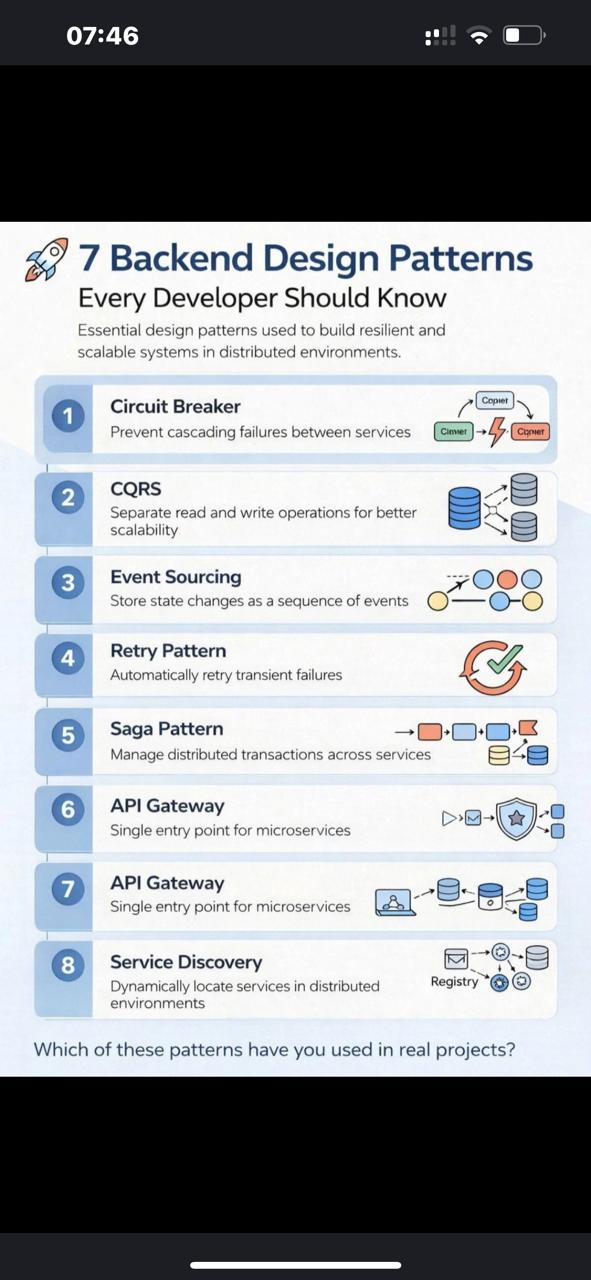 07:46
7 Backend Design Patterns
Every Developer Should Know
Essential design patterns used to build resilient and
scalable systems in distributed environments.
1
Circuit Breaker
Prevent cascading failures between services
Copier
Cimwer
Cqnıer
2
CQRS
Separate read and write operations for better
scalability
3
Event Sourcing
Store state changes as a sequence of events
4
Retry Pattern
Automatically retry transient failures
5
Saga Pattern
Manage distributed transactions across services
6
API Gateway
Single entry point for microservices
7
API Gateway
Single entry point for microservices
8
Service Discovery
Dynamically locate services in distributed
environments
Registry
Which of these patterns have you used in real projects?